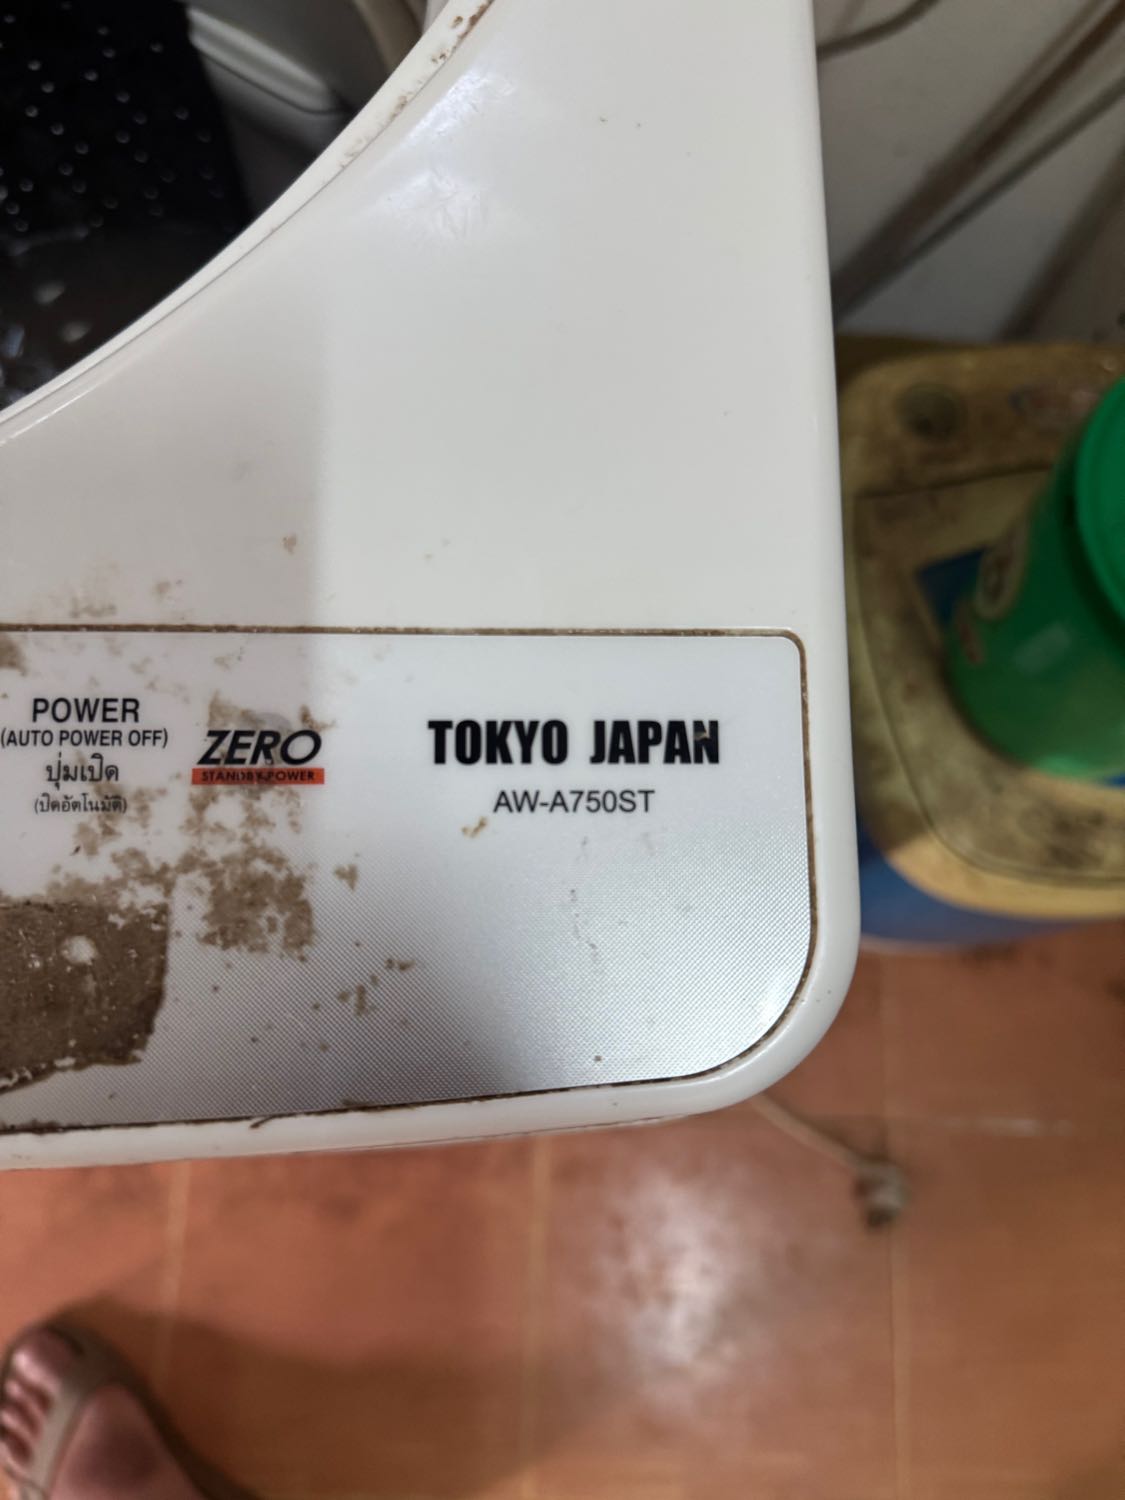 POWER
(AUTO POWER OFF)
ปุ่มเปิด
(ปิดอัตโนมัติ)
ZERO
STANDBY POWER
TOKYO JAPAN
AW-A750ST